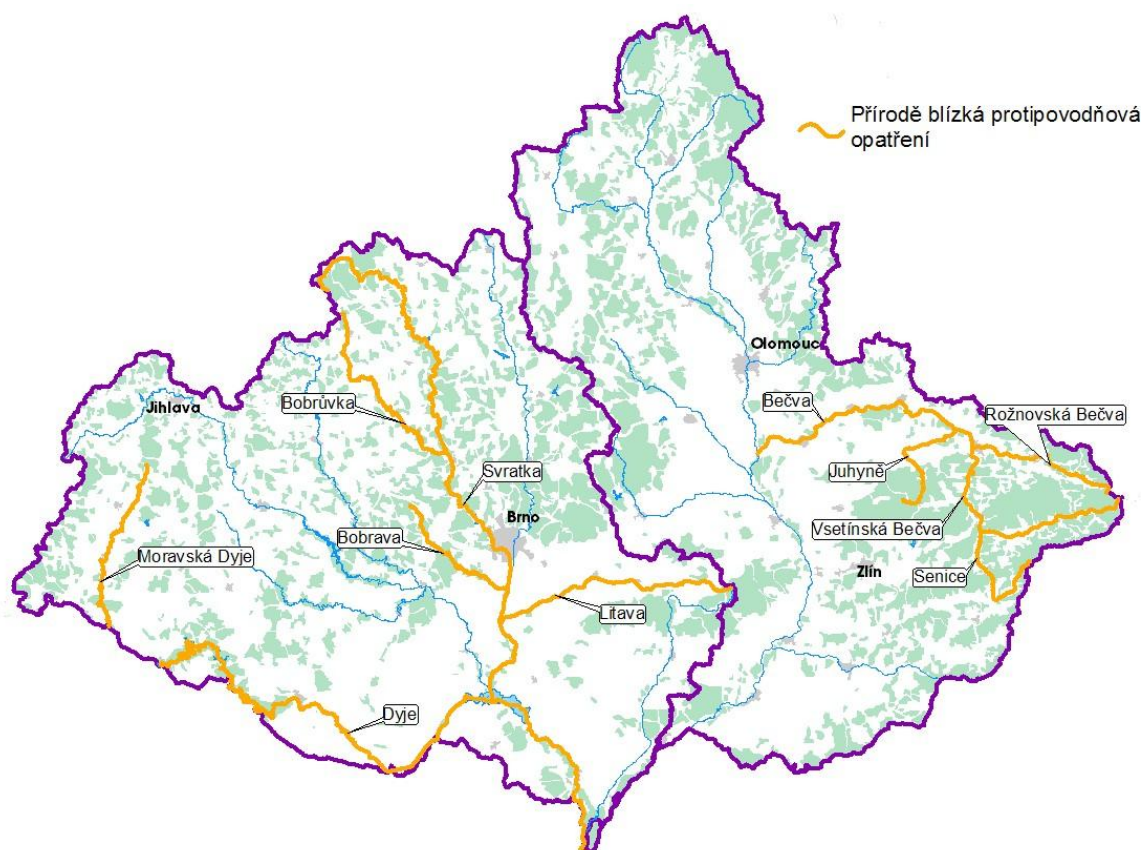 Přírodě blízká protipovodňová
opatření
Olomouc
Bečva
Rožnovská Bečva
Jihlava
Bobrůvka
Juhyně
Svratka
Brno
Vsetínská Bečva
Bobrava
Moravská Dyje
Zlín
Senice
Litava
Dyje